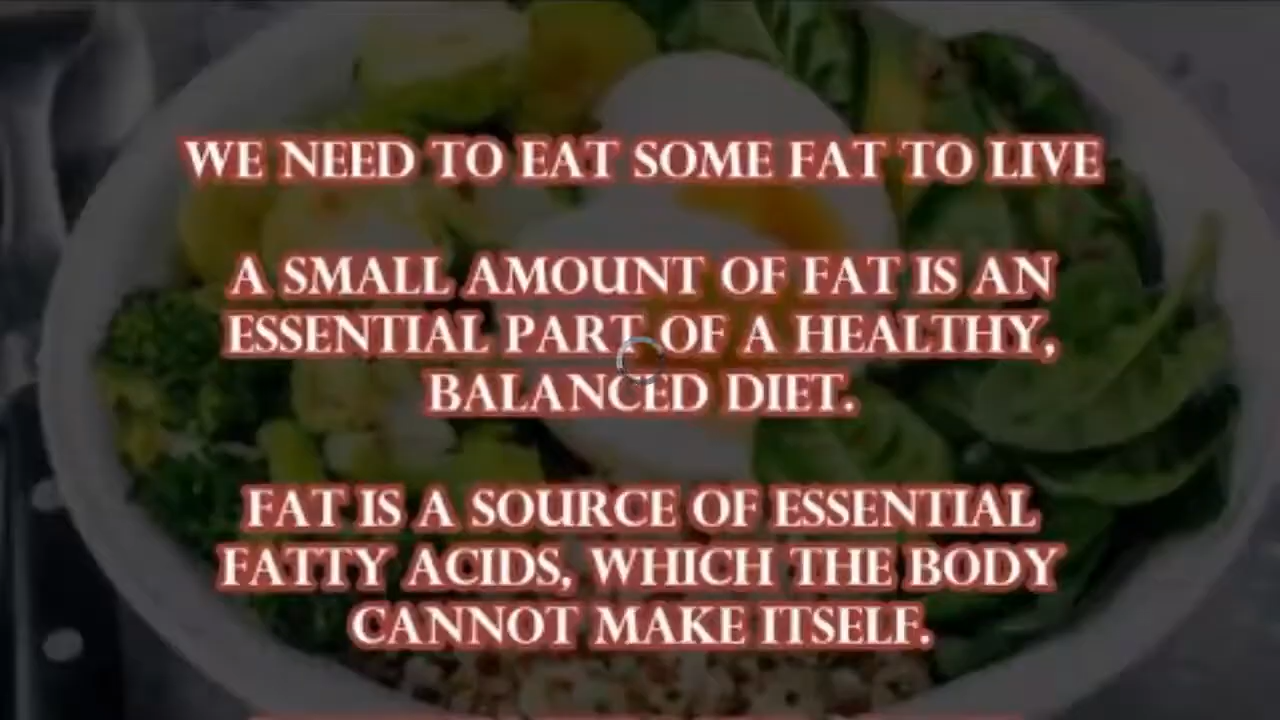 WE NEED TO EAT SOME FAT TO LIVE
A SMALL AMOUNT OF FAT IS AN
ESSENTIAL PART OF A HEALTHY,
BALANCED DIET.
FAT IS A SOURCE OF ESSENTIAL
FATTY ACIDS, WHICH THE BODY
CANNOT MAKE ITSELF.